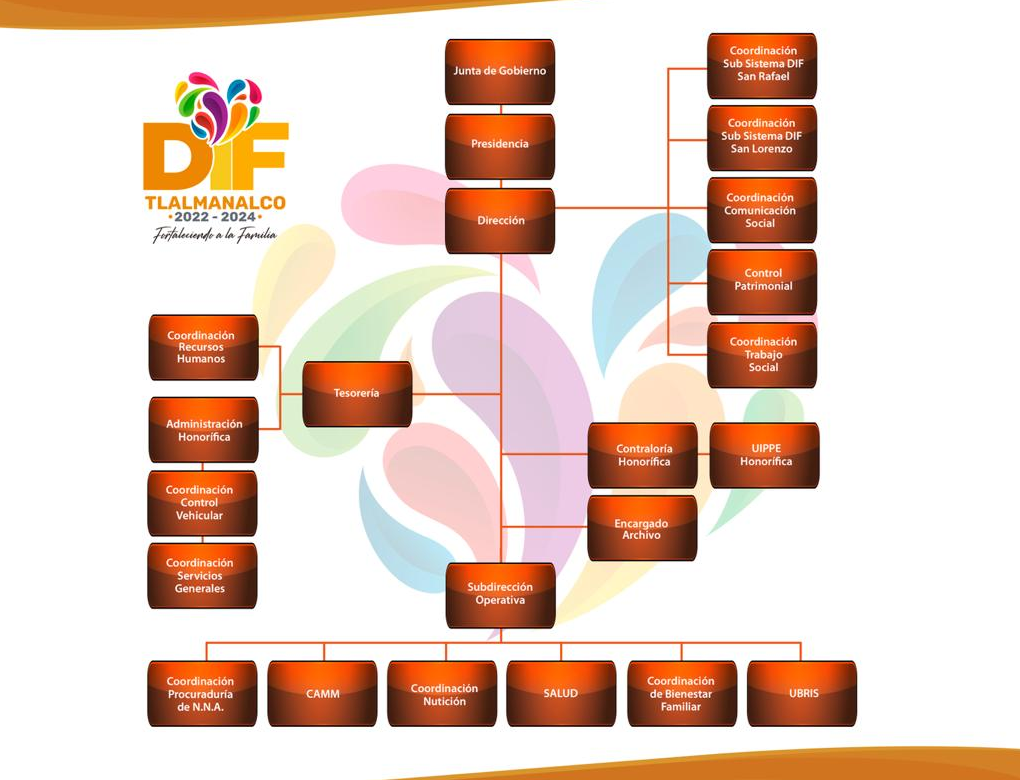 DIF
TLALMANALCO
•2022 - 2024•
Fortaleciendo a la Familia
Junta de Gobierno
Presidencia
Dirección
Coordinación
Sub Sistema DIF
San Rafael
Coordinación
Sub Sistema DIF
San Lorenzo
Coordinación
Comunicación
Social
Control
Patrimonial
Coordinación
Trabajo
Social
Coordinación
Recursos
Humanos
Tesorería
Administración
Honorífica
Coordinación
Control
Vehicular
Coordinación
Servicios
Generales
Contraloría
Honorífica
UIPPE
Honorífica
Encargado
Archivo
Subdirección
Operativa
Coordinación
Procuraduría
de N.N.A.
CAMM
Coordinación
Nutición
SALUD
Coordinación
de Bienestar
Familiar
UBRIS